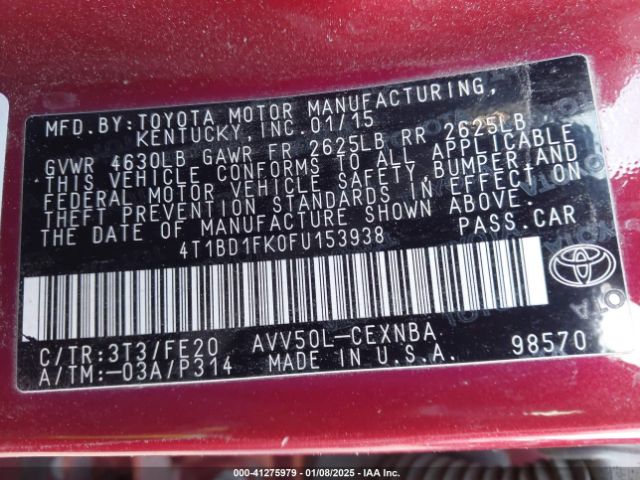 MFD. BY: TOYOTA MOTOR MANUFACTURING,
KENTUCKY, INC. 01/15
GVWR 4630LB GAWR FR 2625LB RR 2625LB
THIS VEHICLE CONFORMS TO ALL APPLICABLE
FEDERAL MOTOR VEHICLE SAFETY, BUMPER, AND
THEFT PREVENTION STANDARDS IN EFFECT ON
THE DATE OF MANUFACTURE SHOWN ABOVE.
4T1BD1FK0FU153938 PASS.CAR
C/TR:3T3/FE20 AVV50L-CEXNBA
A/TM:-03A/P314 MADE IN U.S.A. 98570
00-41275979 - 01/08/2025 - IAA Inc.